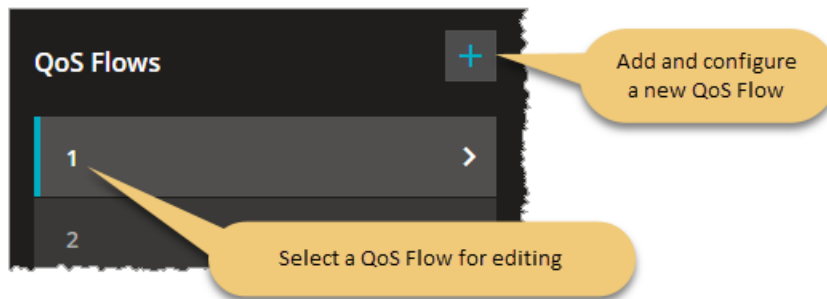 QoS Flows
+
Add and configure
a new QoS Flow
1
2
Select a QoS Flow for editing